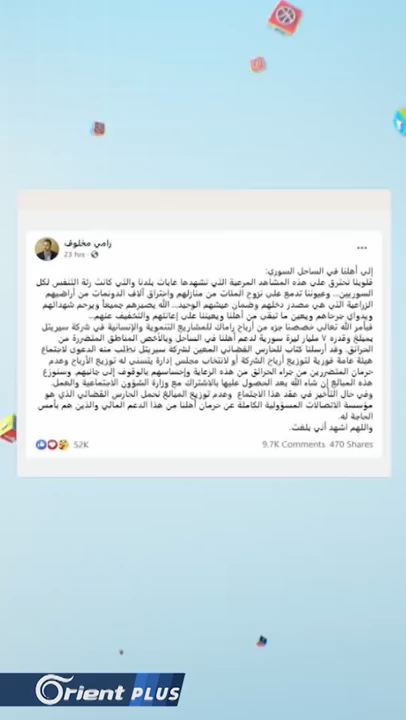 رامي مخلوف
23 hrs
إلى أهلنا في الساحل السوري:
قلوبنا تحترق على هذه المشاهد المرعبة التي نشهدها غابات بلدنا والتي كانت رئة التنفس لكل
السوريين... وعيوننا تدمع على نزوح المئات من منازلهم واحتراق آلاف الدونمات من أراضيهم
الزراعية التي هي مصدر دخلهم وضمان عيشهم الوحيد... الله يصبرهم جميعاً ويرحم شهدائهم
ويداوي جرحاهم ويعين ما تبقى من أهلنا ويعيننا على إعانتهم والتخفيف عنهم..
فبأمر الله تعالى خصصنا جزء من أرباح راماك للمشاريع التنموية والإنسانية في شركة سيريتل
بمبلغ وقدره ٧ مليار ليرة سورية لدعم أهلنا في الساحل وبالأخص المناطق المتضررة من
الحرائق. وقد أرسلنا كتاب للحارس القضائي المعين لشركة سيريتل نطلب منه الدعوى لاجتماع
هيئة عامة فورية لتوزيع أرباح الشركة أو لانتخاب مجلس إدارة يتسنى له توزيع الأرباح وعدم
حرمان المتضررين من جراء الحرائق من هذه الرعاية وإحساسهم بالوقوف إلى جانبهم وسنوزع
هذه المبالغ إن شاء الله بعد الحصول عليها بالاشتراك مع وزارة الشؤون الاجتماعية والعمل.
وفي حال التأخير في عقد هذا الاجتماع وعدم توزيع المبالغ نحمل الحارس القضائي الذي هو
مؤسسة الاتصالات المسؤولية الكاملة عن حرمان أهلنا من هذا الدعم المالي والذين هم بأمس
الحاجة له.
واللهم اشهد أني بلغت.
52K
9.7K Comments 470 Shares
Orient PLUS